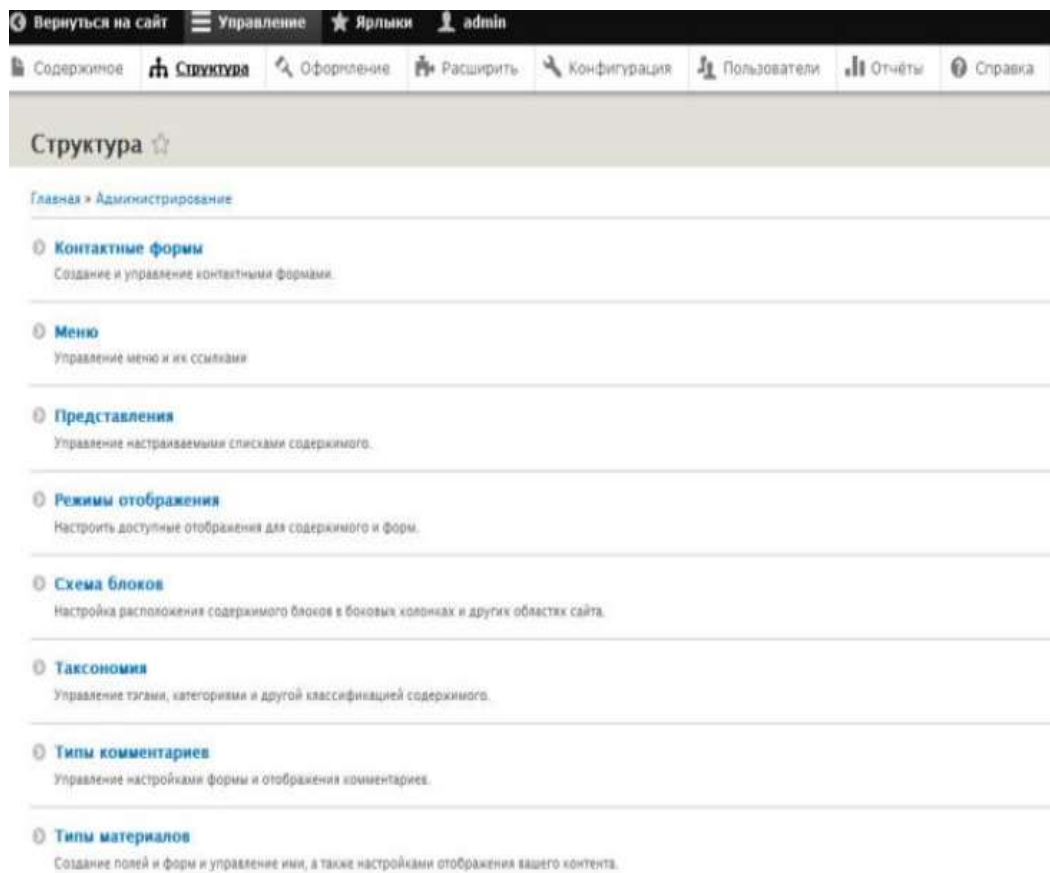 Вернуться на сайт Управление Ярлыки admin
Содержимое Структура Оформление Расширить Конфигурация Пользователи Отчёты Справка
Структура
Главная » Администрирование
Контактные формы
Создание и управление контактными формами.
Меню
Управление меню и их ссылками
Представления
Управление настраиваемыми списками содержимого.
Режимы отображения
Настроить доступные отображения для содержимого и форм.
Схема блоков
Настройка расположения содержимого блоков в боковых колонках и других областях сайта.
Таксономия
Управление тэгами, категориями и другой классификацией содержимого.
Типы комментариев
Управление настройками формы и отображения комментариев.
Типы материалов
Создание полей и форм и управление ими, а также настройками отображения вашего контента.